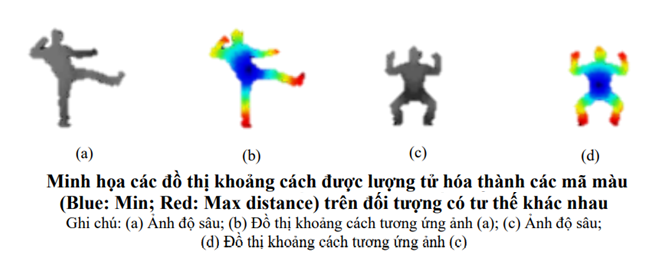 (a) (b) (c) (d)
Minh họa các đồ thị khoảng cách được lượng tử hóa thành các mã màu
(Blue: Min; Red: Max distance) trên đối tượng có tư thế khác nhau
Ghi chú: (a) Ảnh độ sâu; (b) Đồ thị khoảng cách tương ứng ảnh (a); (c) Ảnh độ sâu;
(d) Đồ thị khoảng cách tương ứng ảnh (c)